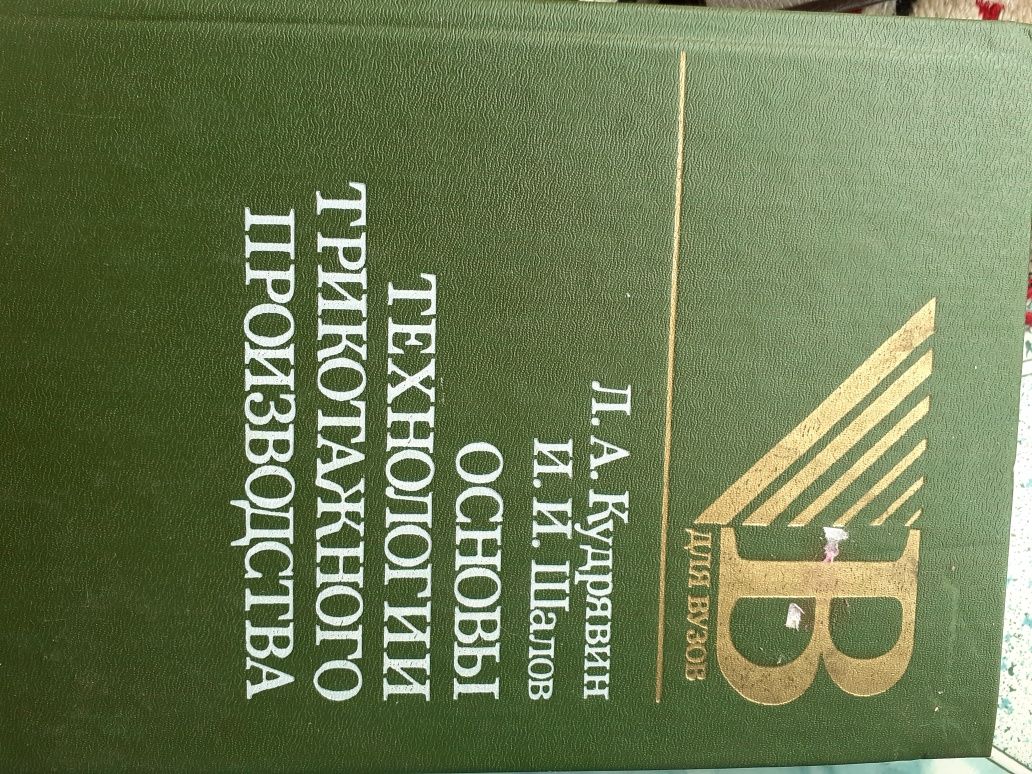 В
ДЛЯ ВУЗОВ
Л. А. Кудрявин
И. И. Шалов
ОСНОВЫ
ТЕХНОЛОГИИ
ТРИКОТАЖНОГО
ПРОИЗВОДСТВА